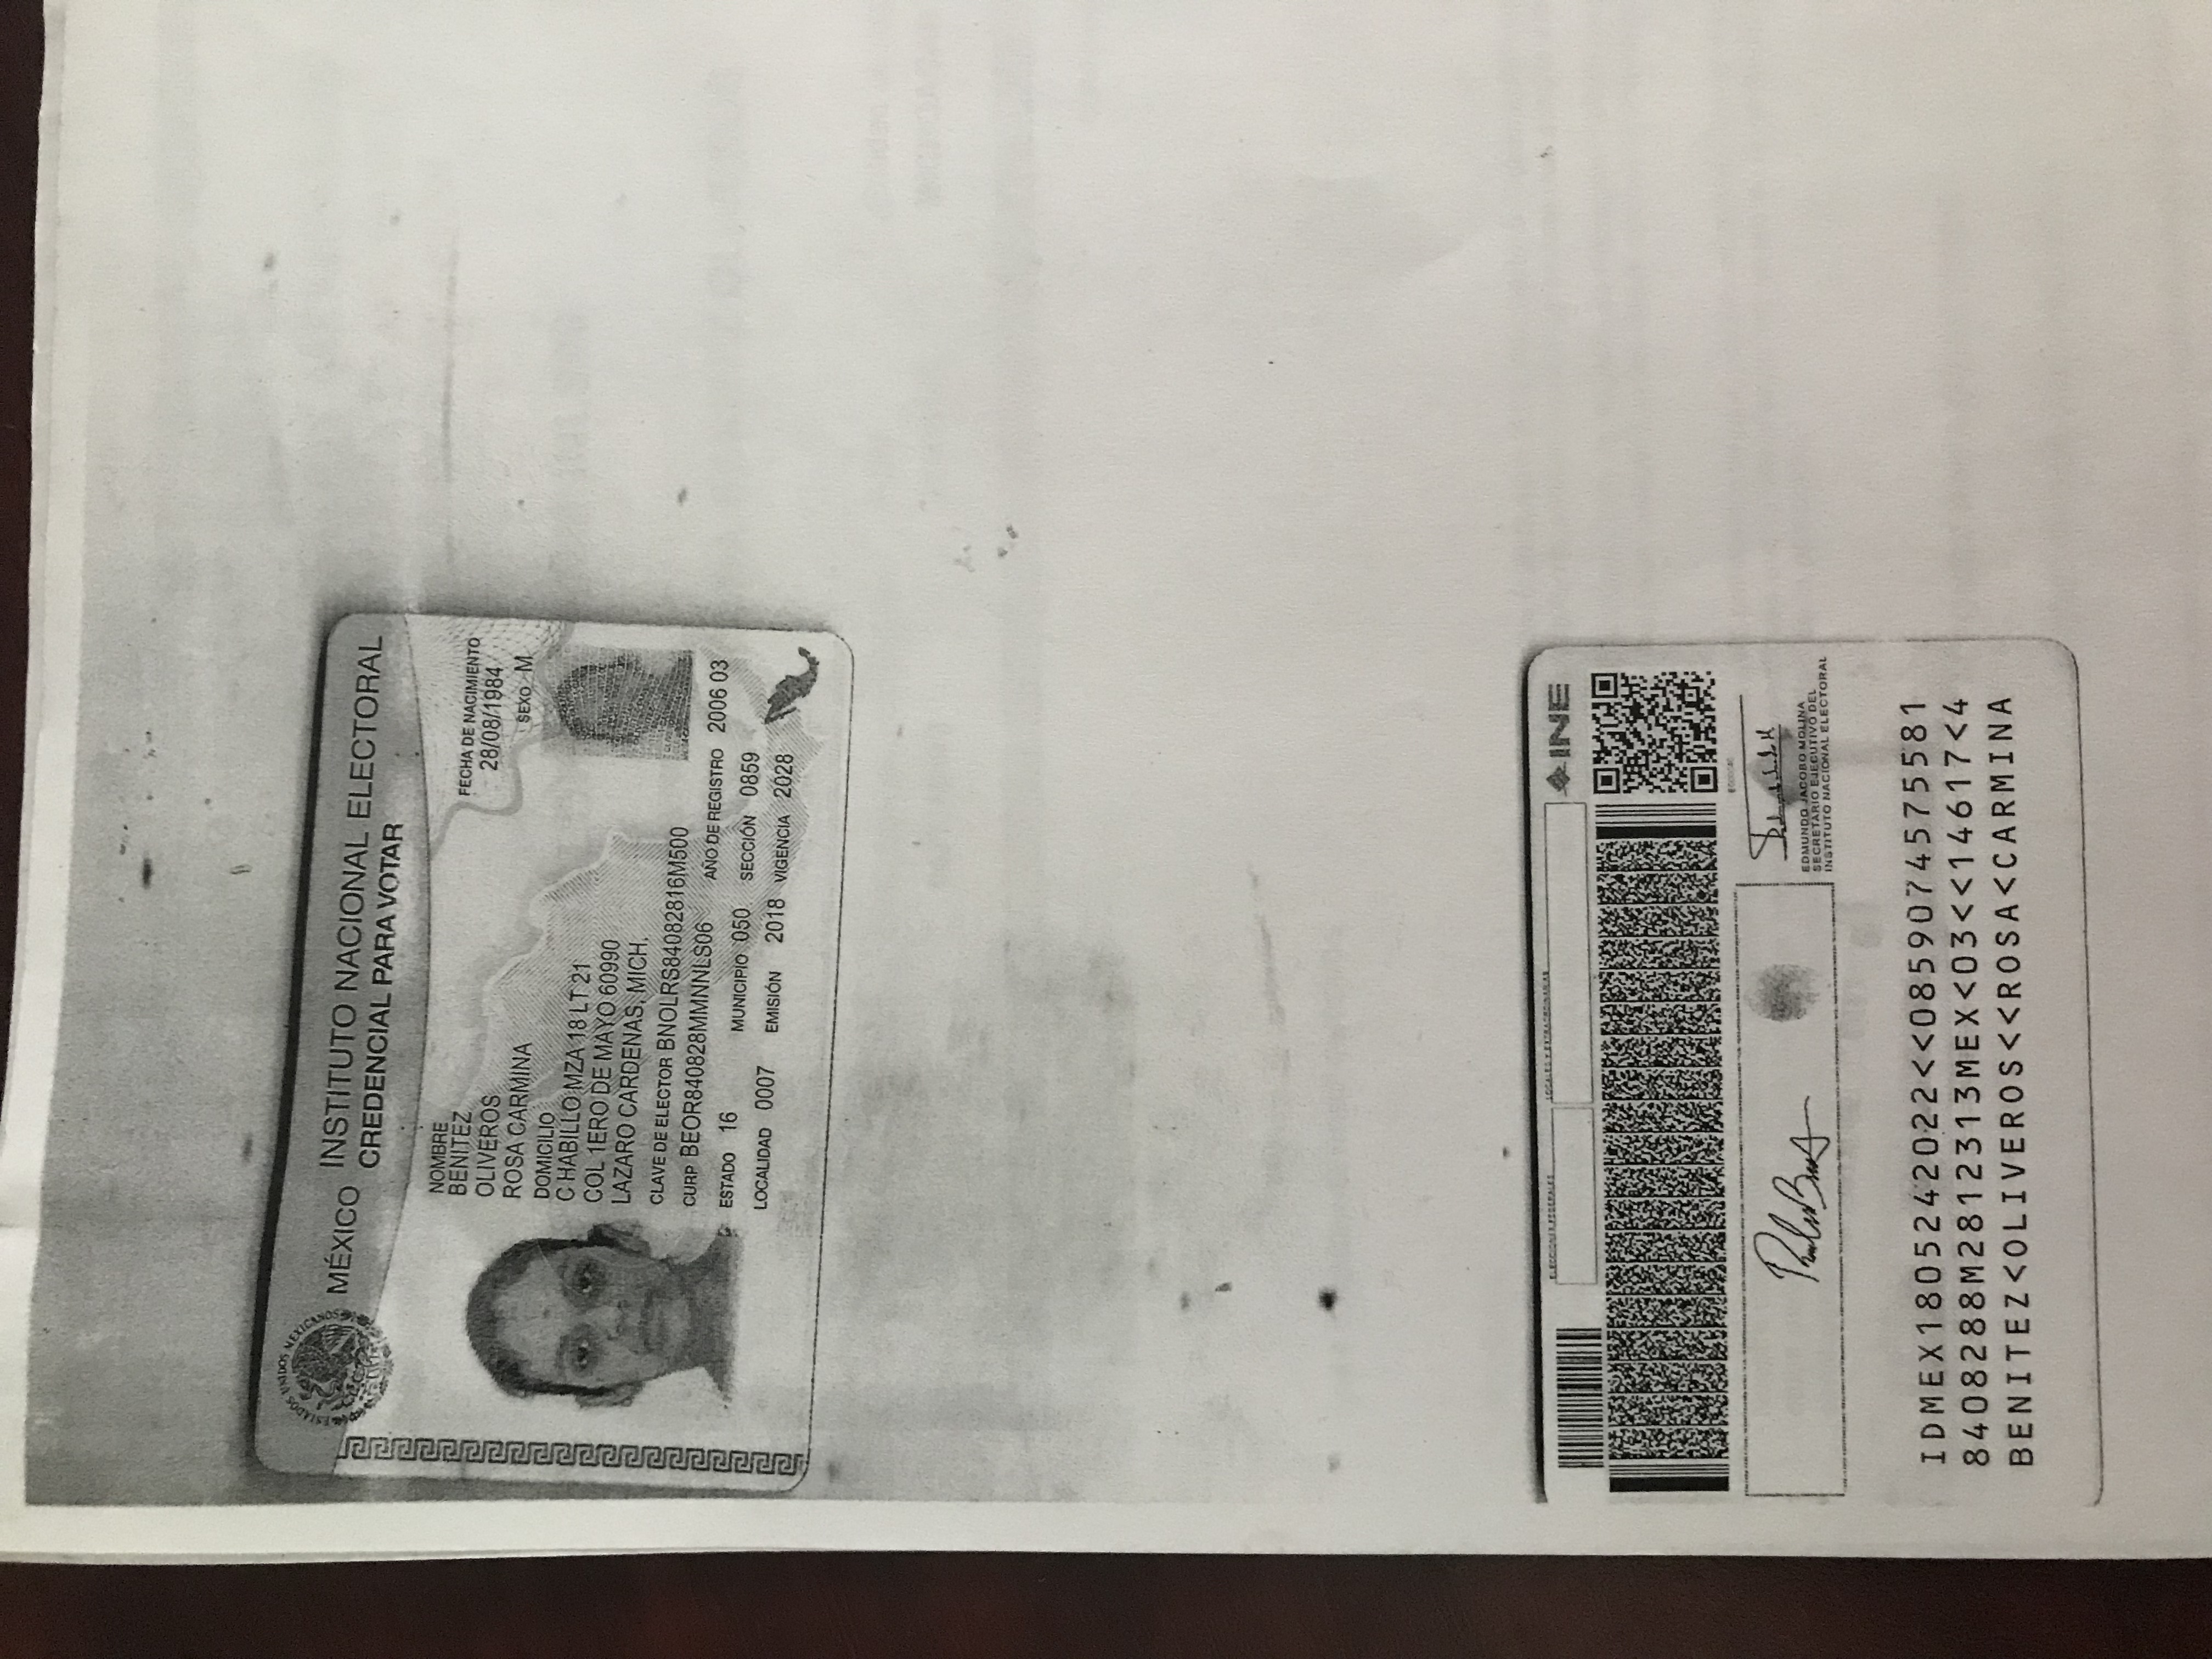 ESTADOS UNIDOS MEXICANOS
MÉXICO INSTITUTO NACIONAL ELECTORAL
CREDENCIAL PARA VOTAR
NOMBRE
BENITEZ
OLIVEROS
ROSA CARMINA
FECHA DE NACIMIENTO
28/08/1984
SEXO M
DOMICILIO
C HABILLO MZA 18 LT 21
COL 1ERO DE MAYO 60990
LAZARO CARDENAS, MICH.
CLAVE DE ELECTOR BNOLRS84082816M500
CURP BEOR840828MMNNLS06 AÑO DE REGISTRO 2006 03
ESTADO 16 MUNICIPIO 050 SECCIÓN 0859
LOCALIDAD 0007 EMISIÓN 2018 VIGENCIA 2028
ELECCIONES FEDERALES LOCALES Y EXTRAORDINARIAS
INE
EDMUNDO JACOBO MOLINA
SECRETARIO EJECUTIVO DEL
INSTITUTO NACIONAL ELECTORAL
IDMEX1805242022<<0859074575581
8408288M2812313MEX<03<<14617<4
BENITEZ<OLIVEROS<<ROSA<CARMINA